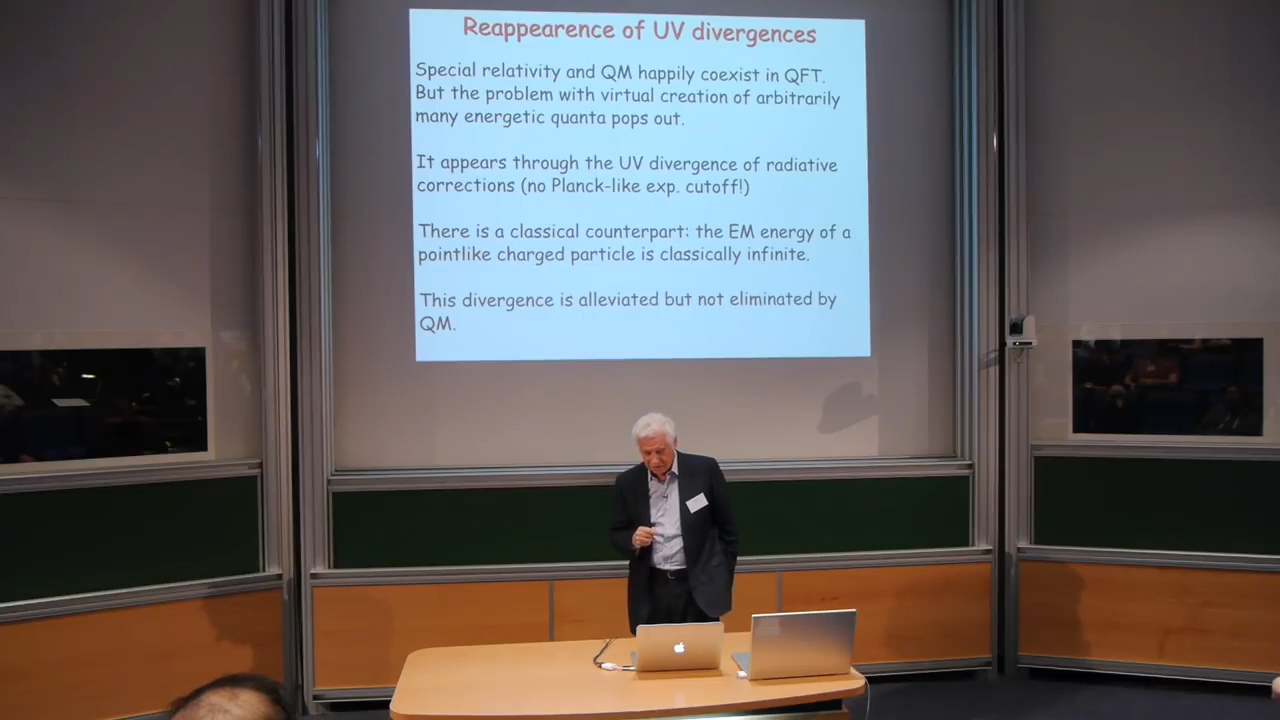 Reappearence of UV divergences
Special relativity and QM happily coexist in QFT.
But the problem with virtual creation of arbitrarily
many energetic quanta pops out.
It appears through the UV divergence of radiative
corrections (no Planck-like exp. cutoff!)
There is a classical counterpart: the EM energy of a
pointlike charged particle is classically infinite.
This divergence is alleviated but not eliminated by
QM.